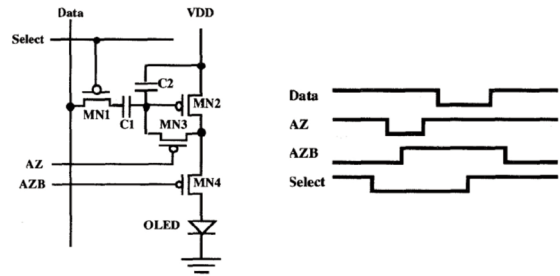 Data
VDD
Select
C2
MN2
MN1
C1
MN3
AZ
AZB
MN4
OLED
Data
AZ
AZB
Select